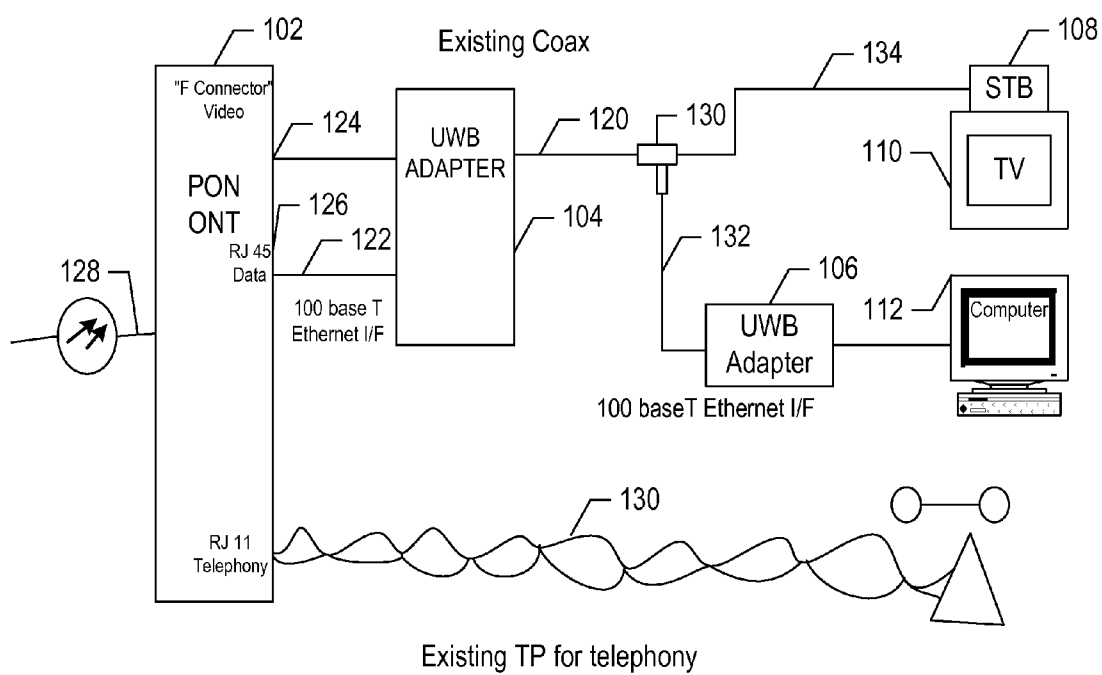 102
Existing Coax
108
"F Connector"
Video
124
UWB
ADAPTER
120
130
134
STB
110
TV
PON
ONT
126
RJ 45
Data
122
104
132
106
128
100 base T
Ethernet I/F
UWB
Adapter
112
Computer
100 baseT Ethernet I/F
130
RJ 11
Telephony
Existing TP for telephony